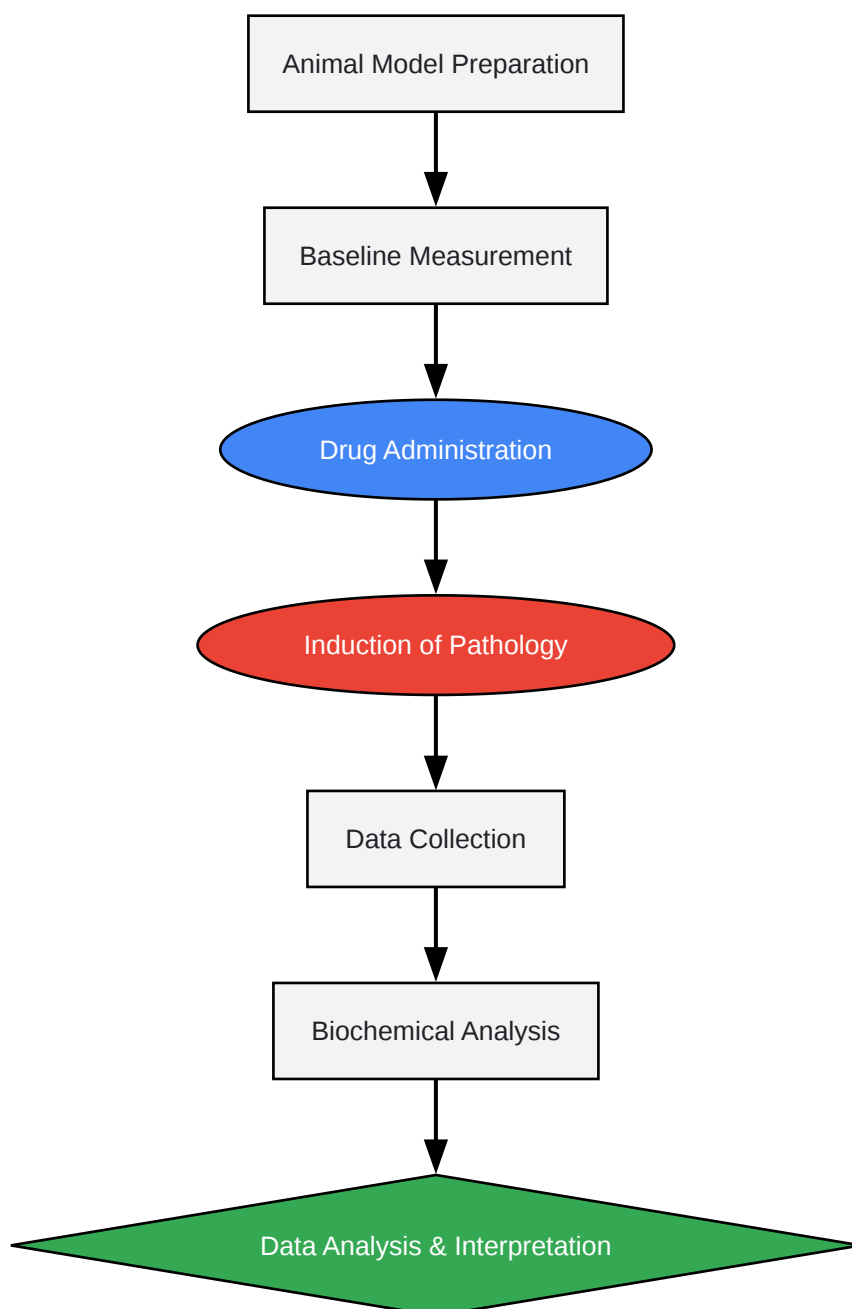 Animal Model Preparation
Baseline Measurement
Drug Administration
Induction of Pathology
Data Collection
Biochemical Analysis
Data Analysis & Interpretation